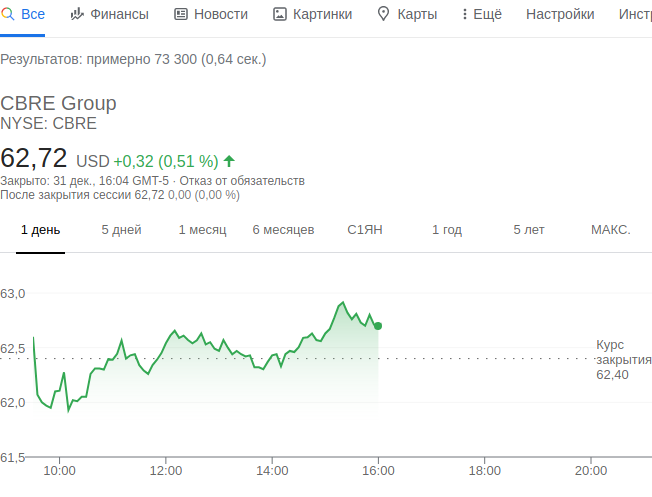 Все Финансы Новости Картинки Карты Ещё Настройки Инст
Результатов: примерно 73 300 (0,64 сек.)
CBRE Group
NYSE: CBRE
62,72 USD +0,32 (0,51 %)
Закрыто: 31 дек., 16:04 GMT-5 · Отказ от обязательств
После закрытия сессии 62,72 0,00 (0,00 %)
1 день 5 дней 1 месяц 6 месяцев С1ЯН 1 год 5 лет МАКС.
63,0
62,5
62,0
61,5
Курс
закрытия
62,40
10:00 12:00 14:00 16:00 18:00 20:00